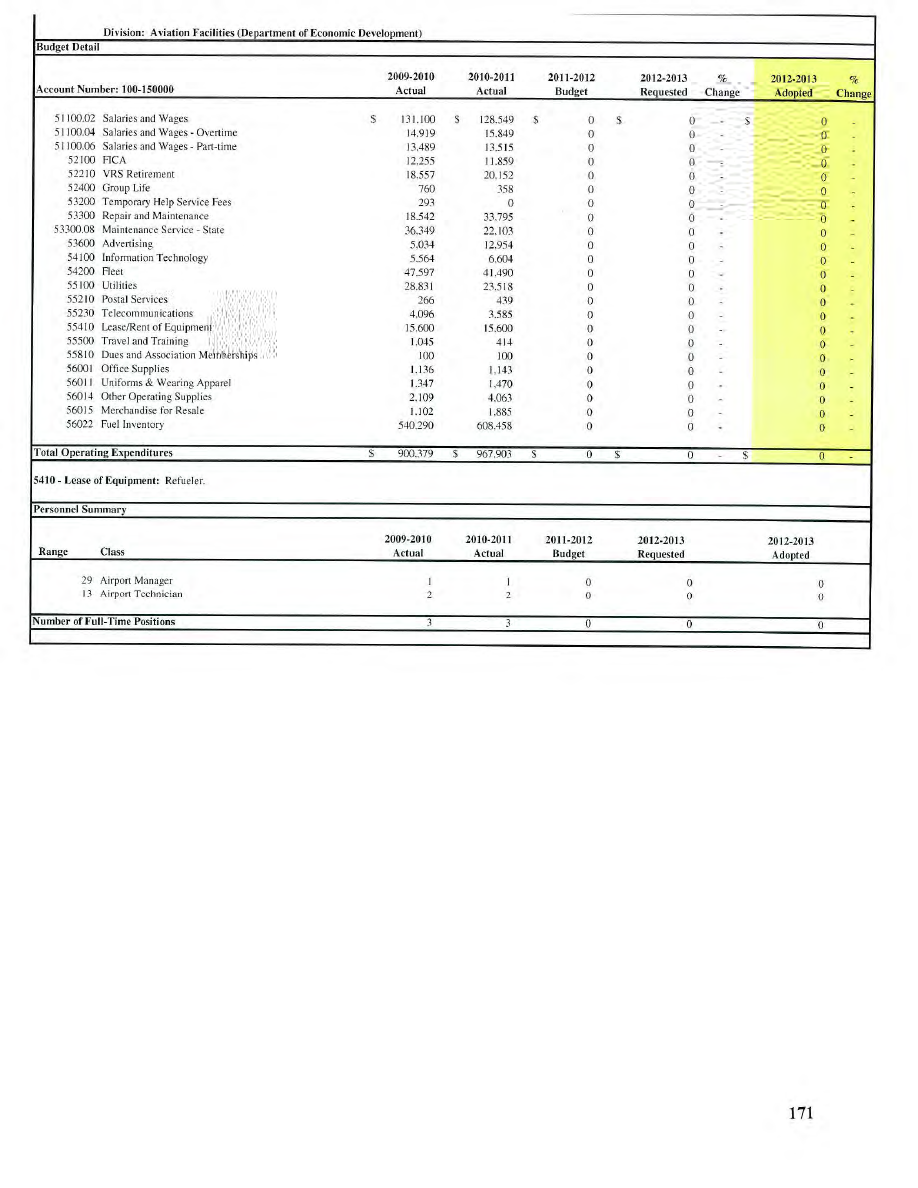 Division: Aviation Facilities (Department of Economic Development)
Budget Detail
2009-2010 2010-2011 2011-2012 2012-2013 % 2012-2013 %
Account Number: 100-150000 Actual Actual Budget Requested Change Adopted Change
51100.02 Salaries and Wages $ 131,100 $ 128,549 $ 0 $ 0 - $ 0 -
51100.04 Salaries and Wages - Overtime 14,919 15,849 0 0 - 0 -
51100.06 Salaries and Wages - Part-time 13,489 13,515 0 0 - 0 -
52100 FICA 12,255 11,859 0 0 - 0 -
52210 VRS Retirement 18,557 20,152 0 0 - 0 -
52400 Group Life 760 358 0 0 - 0 -
53200 Temporary Help Service Fees 293 0 0 0 - 0 -
53300 Repair and Maintenance 18,542 33,795 0 0 - 0 -
53300.08 Maintenance Service - State 36,349 22,103 0 0 - 0 -
53600 Advertising 5,034 12,954 0 0 - 0 -
54100 Information Technology 5,564 6,604 0 0 - 0 -
54200 Fleet 47,597 41,490 0 0 - 0 -
55100 Utilities 28,831 23,518 0 0 - 0 -
55210 Postal Services 266 439 0 0 - 0 -
55230 Telecommunications 4,096 3,585 0 0 - 0 -
55410 Lease/Rent of Equipment 15,600 15,600 0 0 - 0 -
55500 Travel and Training 1,045 414 0 0 - 0 -
55810 Dues and Association Memberships 100 100 0 0 - 0 -
56001 Office Supplies 1,136 1,143 0 0 - 0 -
56011 Uniforms & Wearing Apparel 1,347 1,470 0 0 - 0 -
56014 Other Operating Supplies 2,109 4,063 0 0 - 0 -
56015 Merchandise for Resale 1,102 1,885 0 0 - 0 -
56022 Fuel Inventory 540,290 608,458 0 0 - 0 -
Total Operating Expenditures $ 900,379 $ 967,903 $ 0 $ 0 - $ 0 -
5410 - Lease of Equipment: Refueler.
Personnel Summary
2009-2010 2010-2011 2011-2012 2012-2013 2012-2013
Range Class Actual Actual Budget Requested Adopted
29 Airport Manager 1 1 0 0 0
13 Airport Technician 2 2 0 0 0
Number of Full-Time Positions 3 3 0 0 0
171